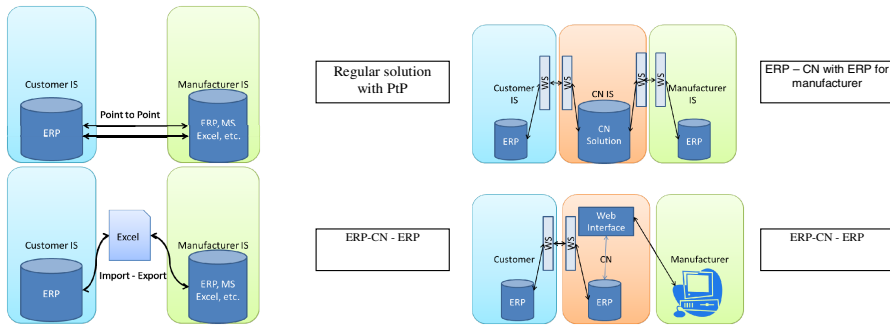 Customer IS
Manufacturer IS
Point to Point
ERP
ERP, MS
Excel, etc.
Regular solution
with PtP
Customer
IS
WS
WS
CN IS
WS
WS
Manufacturer
IS
ERP
CN
Solution
ERP
ERP – CN with ERP for
manufacturer
Customer IS
Excel
Manufacturer IS
Import - Export
ERP
ERP, MS
Excel, etc.
ERP-CN - ERP
Customer
WS
WS
Web
Interface
CN
Manufacturer
ERP
ERP
ERP-CN - ERP